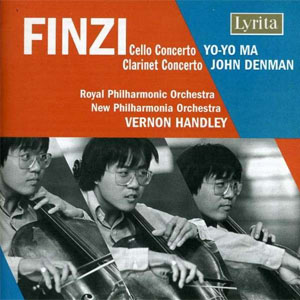 Lyrita
FINZI
Cello Concerto YO-YO MA
Clarinet Concerto JOHN DENMAN
Royal Philharmonic Orchestra
New Philharmonia Orchestra
VERNON HANDLEY